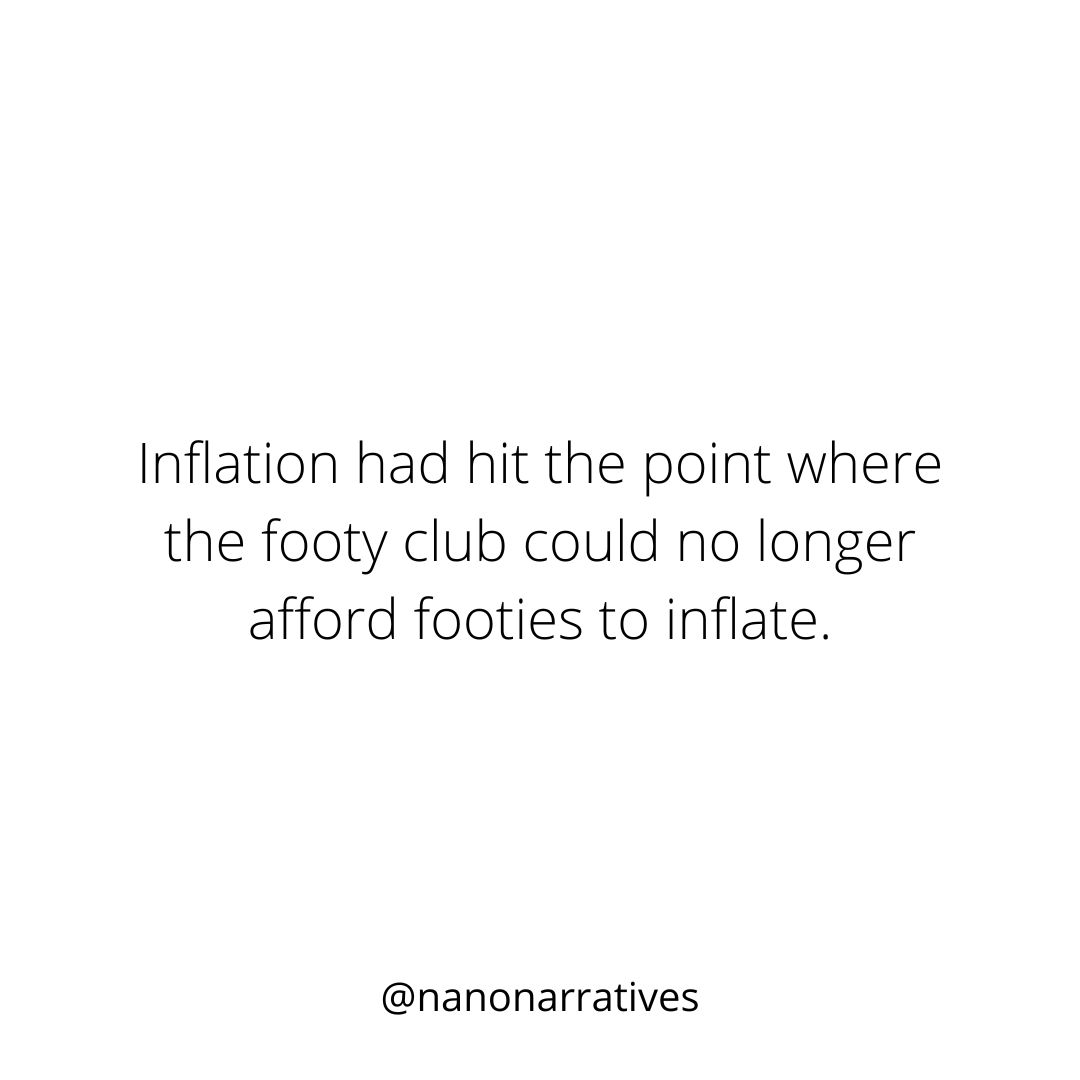 Inflation had hit the point where
the footy club could no longer
afford footies to inflate.
@nanonarratives